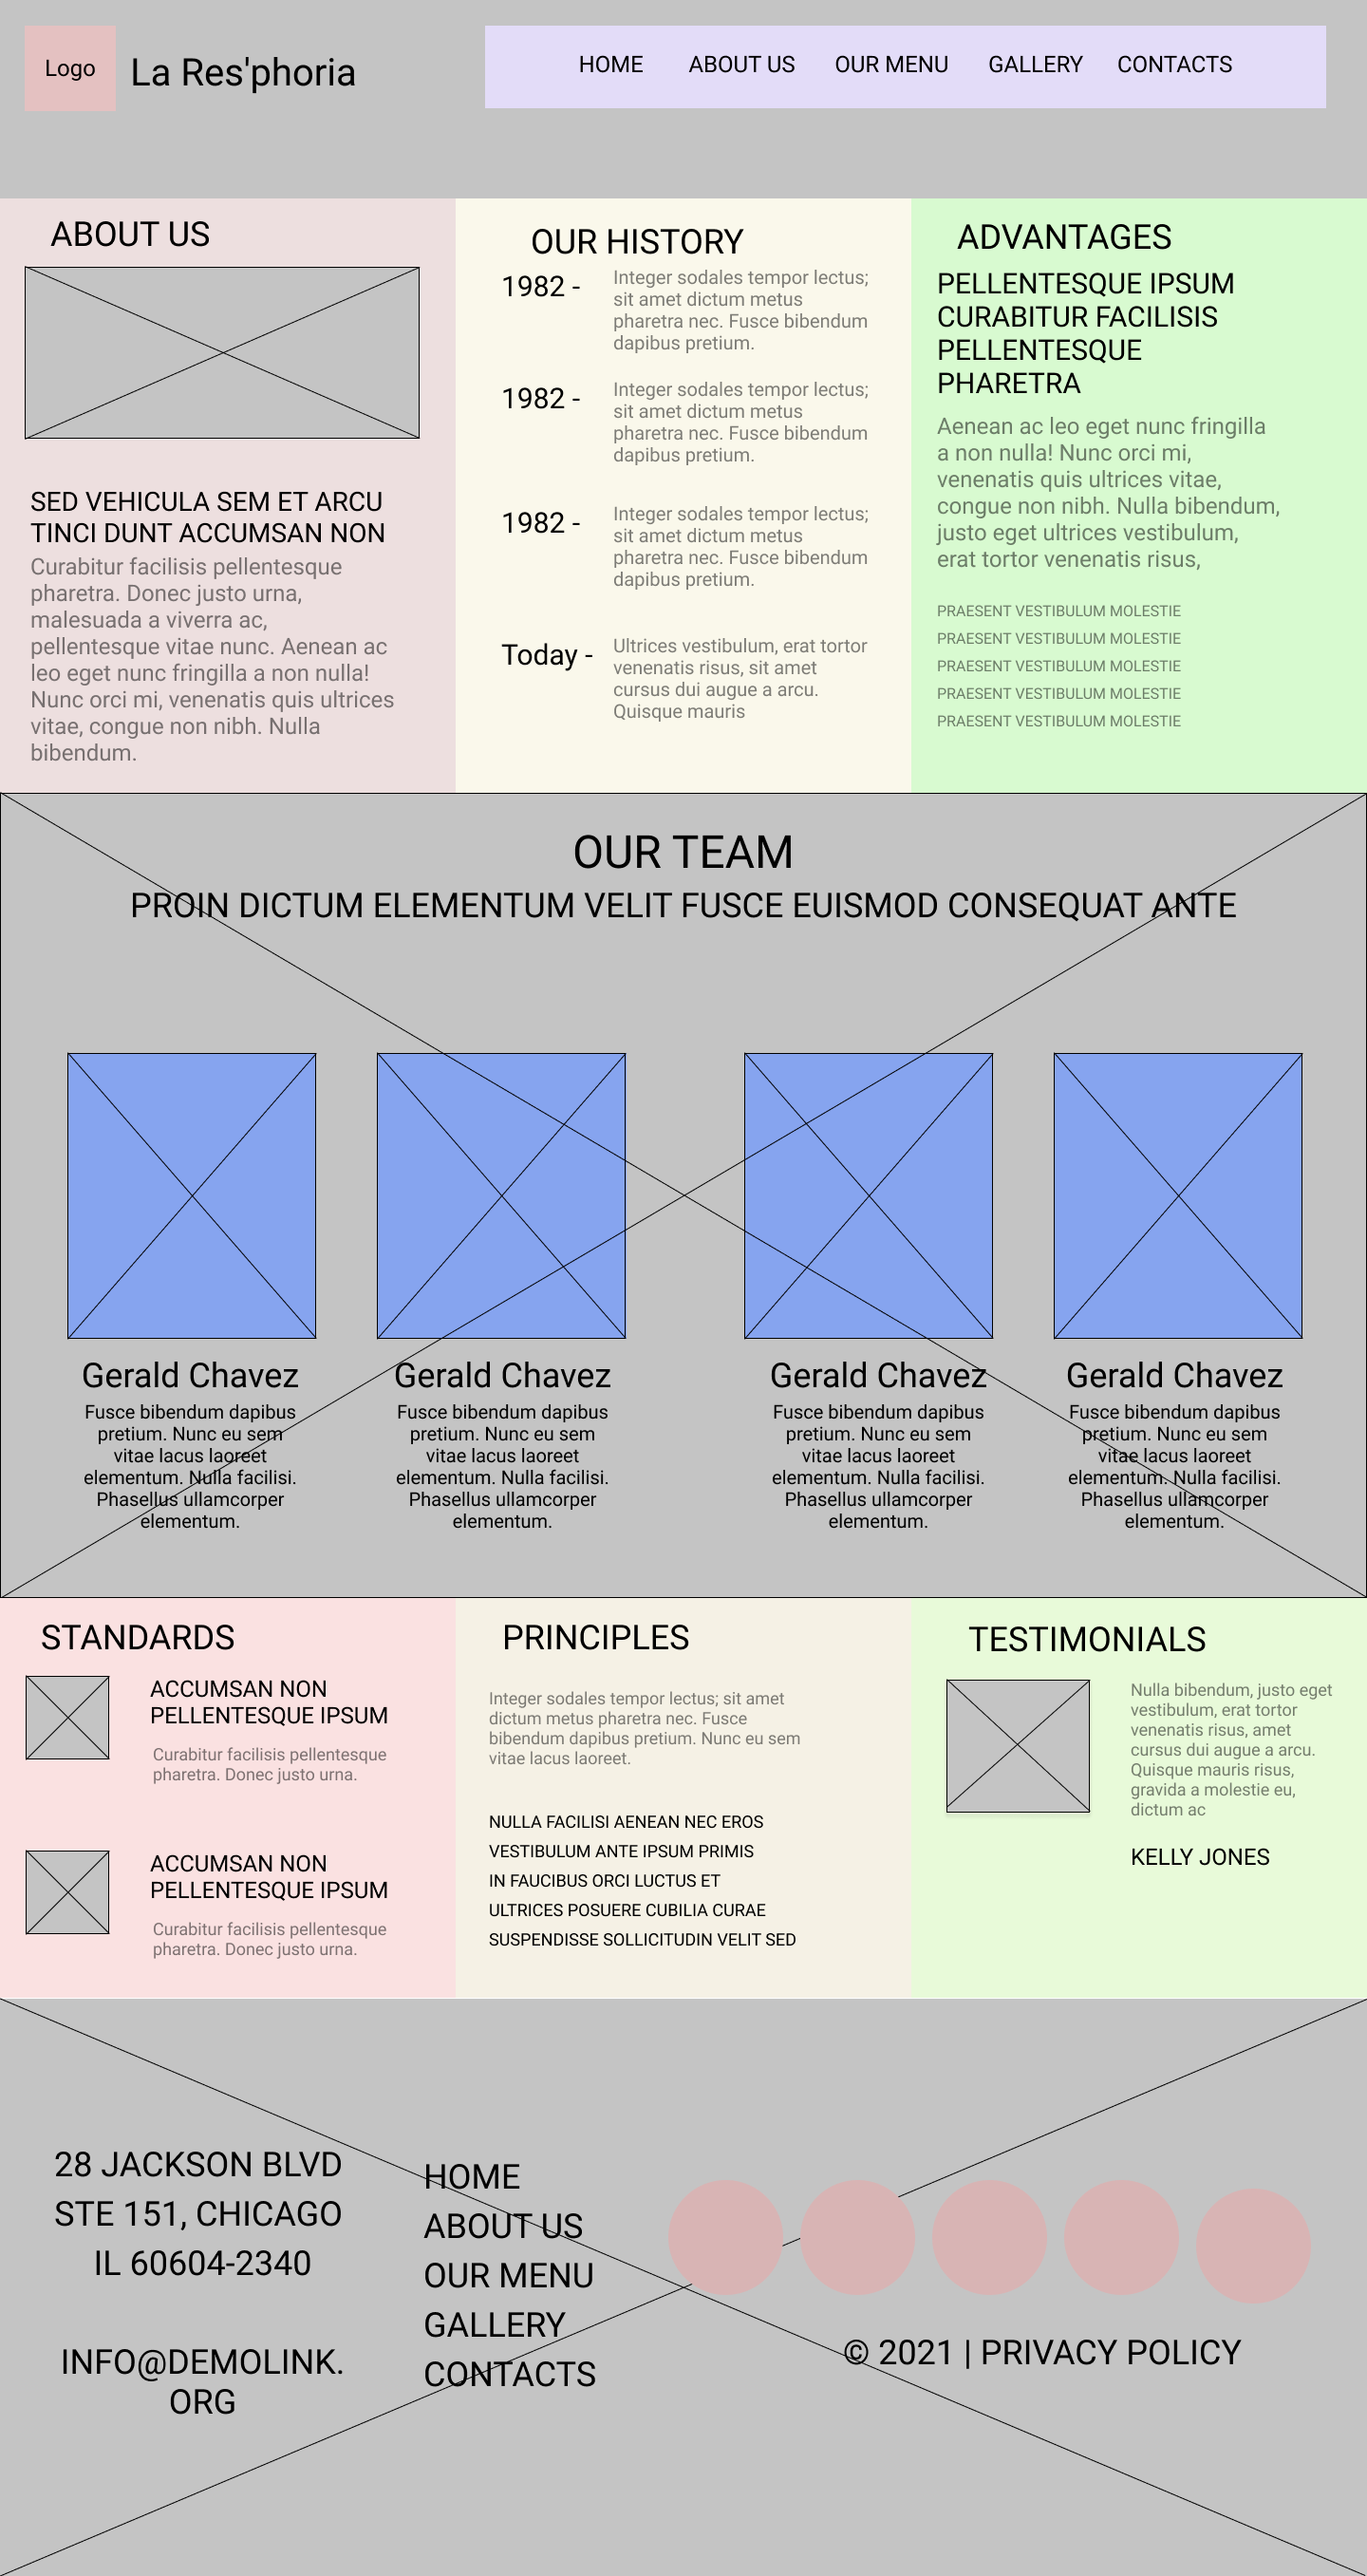 Logo
La Res'phoria
HOME
ABOUT US
OUR MENU
GALLERY
CONTACTS
ABOUT US
SED VEHICULA SEM ET ARCU
TINCI DUNT ACCUMSAN NON
Curabitur facilisis pellentesque
pharetra. Donec justo urna,
malesuada a viverra ac,
pellentesque vitae nunc. Aenean ac
leo eget nunc fringilla a non nulla!
Nunc orci mi, venenatis quis ultrices
vitae, congue non nibh. Nulla
bibendum.
OUR HISTORY
1982 -
Integer sodales tempor lectus;
sit amet dictum metus
pharetra nec. Fusce bibendum
dapibus pretium.
1982 -
Integer sodales tempor lectus;
sit amet dictum metus
pharetra nec. Fusce bibendum
dapibus pretium.
1982 -
Integer sodales tempor lectus;
sit amet dictum metus
pharetra nec. Fusce bibendum
dapibus pretium.
Today -
Ultrices vestibulum, erat tortor
venenatis risus, sit amet
cursus dui augue a arcu.
Quisque mauris
ADVANTAGES
PELLENTESQUE IPSUM
CURABITUR FACILISIS
PELLENTESQUE
PHARETRA
Aenean ac leo eget nunc fringilla
a non nulla! Nunc orci mi,
venenatis quis ultrices vitae,
congue non nibh. Nulla bibendum,
justo eget ultrices vestibulum,
erat tortor venenatis risus,
PRAESENT VESTIBULUM MOLESTIE
PRAESENT VESTIBULUM MOLESTIE
PRAESENT VESTIBULUM MOLESTIE
PRAESENT VESTIBULUM MOLESTIE
PRAESENT VESTIBULUM MOLESTIE
OUR TEAM
PROIN DICTUM ELEMENTUM VELIT FUSCE EUISMOD CONSEQUAT ANTE
Gerald Chavez
Fusce bibendum dapibus
pretium. Nunc eu sem
vitae lacus laoreet
elementum. Nulla facilisi.
Phasellus ullamcorper
elementum.
Gerald Chavez
Fusce bibendum dapibus
pretium. Nunc eu sem
vitae lacus laoreet
elementum. Nulla facilisi.
Phasellus ullamcorper
elementum.
Gerald Chavez
Fusce bibendum dapibus
pretium. Nunc eu sem
vitae lacus laoreet
elementum. Nulla facilisi.
Phasellus ullamcorper
elementum.
Gerald Chavez
Fusce bibendum dapibus
pretium. Nunc eu sem
vitae lacus laoreet
elementum. Nulla facilisi.
Phasellus ullamcorper
elementum.
STANDARDS
ACCUMSAN NON
PELLENTESQUE IPSUM
Curabitur facilisis pellentesque
pharetra. Donec justo urna.
ACCUMSAN NON
PELLENTESQUE IPSUM
Curabitur facilisis pellentesque
pharetra. Donec justo urna.
PRINCIPLES
Integer sodales tempor lectus; sit amet
dictum metus pharetra nec. Fusce
bibendum dapibus pretium. Nunc eu sem
vitae lacus laoreet.
NULLA FACILISI AENEAN NEC EROS
VESTIBULUM ANTE IPSUM PRIMIS
IN FAUCIBUS ORCI LUCTUS ET
ULTRICES POSUERE CUBILIA CURAE
SUSPENDISSE SOLLICITUDIN VELIT SED
TESTIMONIALS
Nulla bibendum, justo eget
vestibulum, erat tortor
venenatis risus, amet
cursus dui augue a arcu.
Quisque mauris risus,
gravida a molestie eu,
dictum ac
KELLY JONES
28 JACKSON BLVD
STE 151, CHICAGO
IL 60604-2340
INFO@DEMOLINK.
ORG
HOME
ABOUT US
OUR MENU
GALLERY
CONTACTS
© 2021 | PRIVACY POLICY